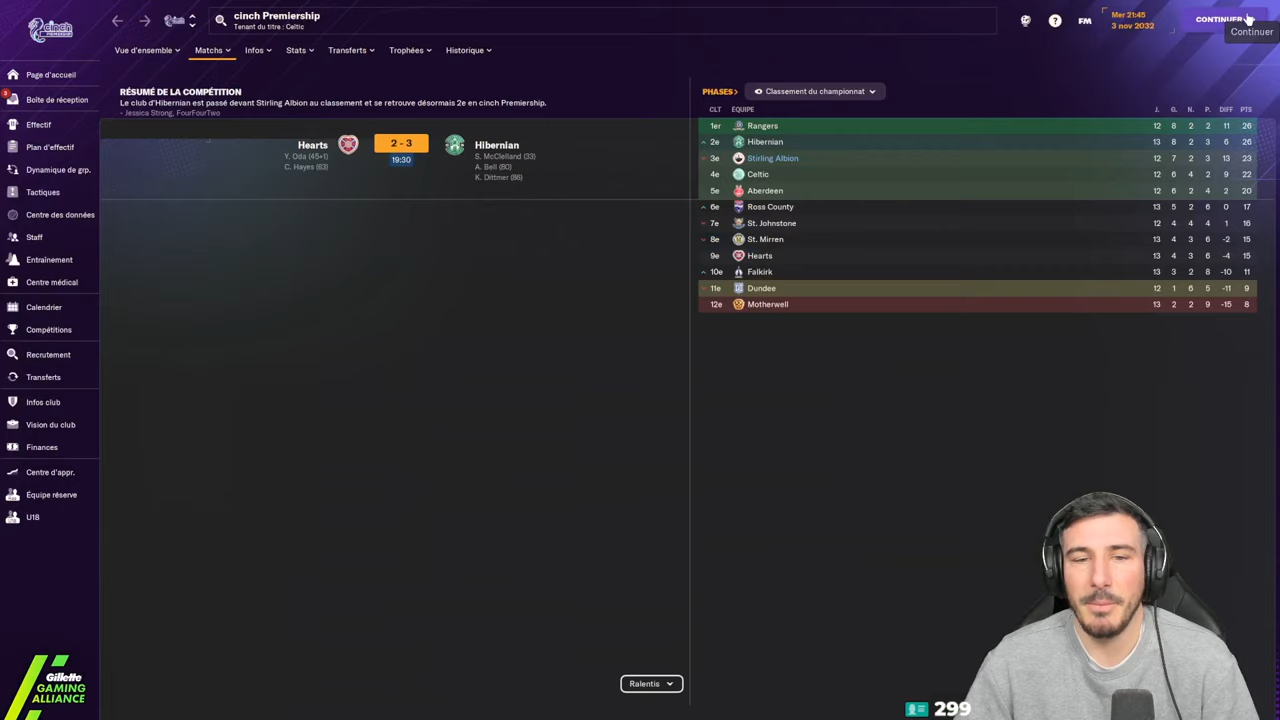 cinch Premiership
Tenant du titre : Celtic
FM
Mer 21:45
3 nov 2032
CONTINUER
Continuer
Vue d'ensemble
Matchs
Infos
Stats
Transferts
Trophées
Historique
Page d'accueil
3
Boîte de réception
Effectif
Plan d'effectif
Dynamique de grp.
Tactiques
Centre des données
Staff
Entraînement
Centre médical
Calendrier
Compétitions
Recrutement
Transferts
Infos club
Vision du club
Finances
Centre d'appr.
Équipe réserve
U18
RÉSUMÉ DE LA COMPÉTITION
Le club d'Hibernian est passé devant Stirling Albion au classement et se retrouve désormais 2e en cinch Premiership.
- Jessica Strong, FourFourTwo
Hearts 2 - 3 Hibernian
19:30
Y. Oda (45+1)
C. Hayes (63)
S. McClelland (33)
A. Bell (80)
K. Dittmer (86)
PHASES>
Classement du championnat
CLT ÉQUIPE J. G. N. P. DIFF PTS
1er Rangers 12 8 2 2 11 26
2e Hibernian 13 8 2 3 6 26
3e Stirling Albion 12 7 2 3 13 23
4e Celtic 12 6 4 2 9 22
5e Aberdeen 12 6 2 4 2 20
6e Ross County 13 5 2 6 0 17
7e St. Johnstone 12 4 4 4 1 16
8e St. Mirren 13 4 3 6 -2 15
9e Hearts 13 4 3 6 -4 15
10e Falkirk 13 3 2 8 -10 11
11e Dundee 12 1 6 5 -11 9
12e Motherwell 13 2 2 9 -15 8
Ralentis
Gillette
GAMING
ALLIANCE
299